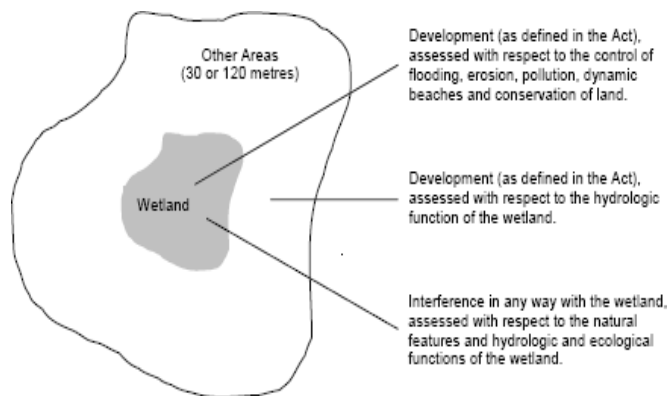 Other Areas
(30 or 120 metres)
Wetland
Development (as defined in the Act),
assessed with respect to the control of
flooding, erosion, pollution, dynamic
beaches and conservation of land.
Development (as defined in the Act),
assessed with respect to the hydrologic
function of the wetland.
Interference in any way with the wetland,
assessed with respect to the natural
features and hydrologic and ecological
functions of the wetland.